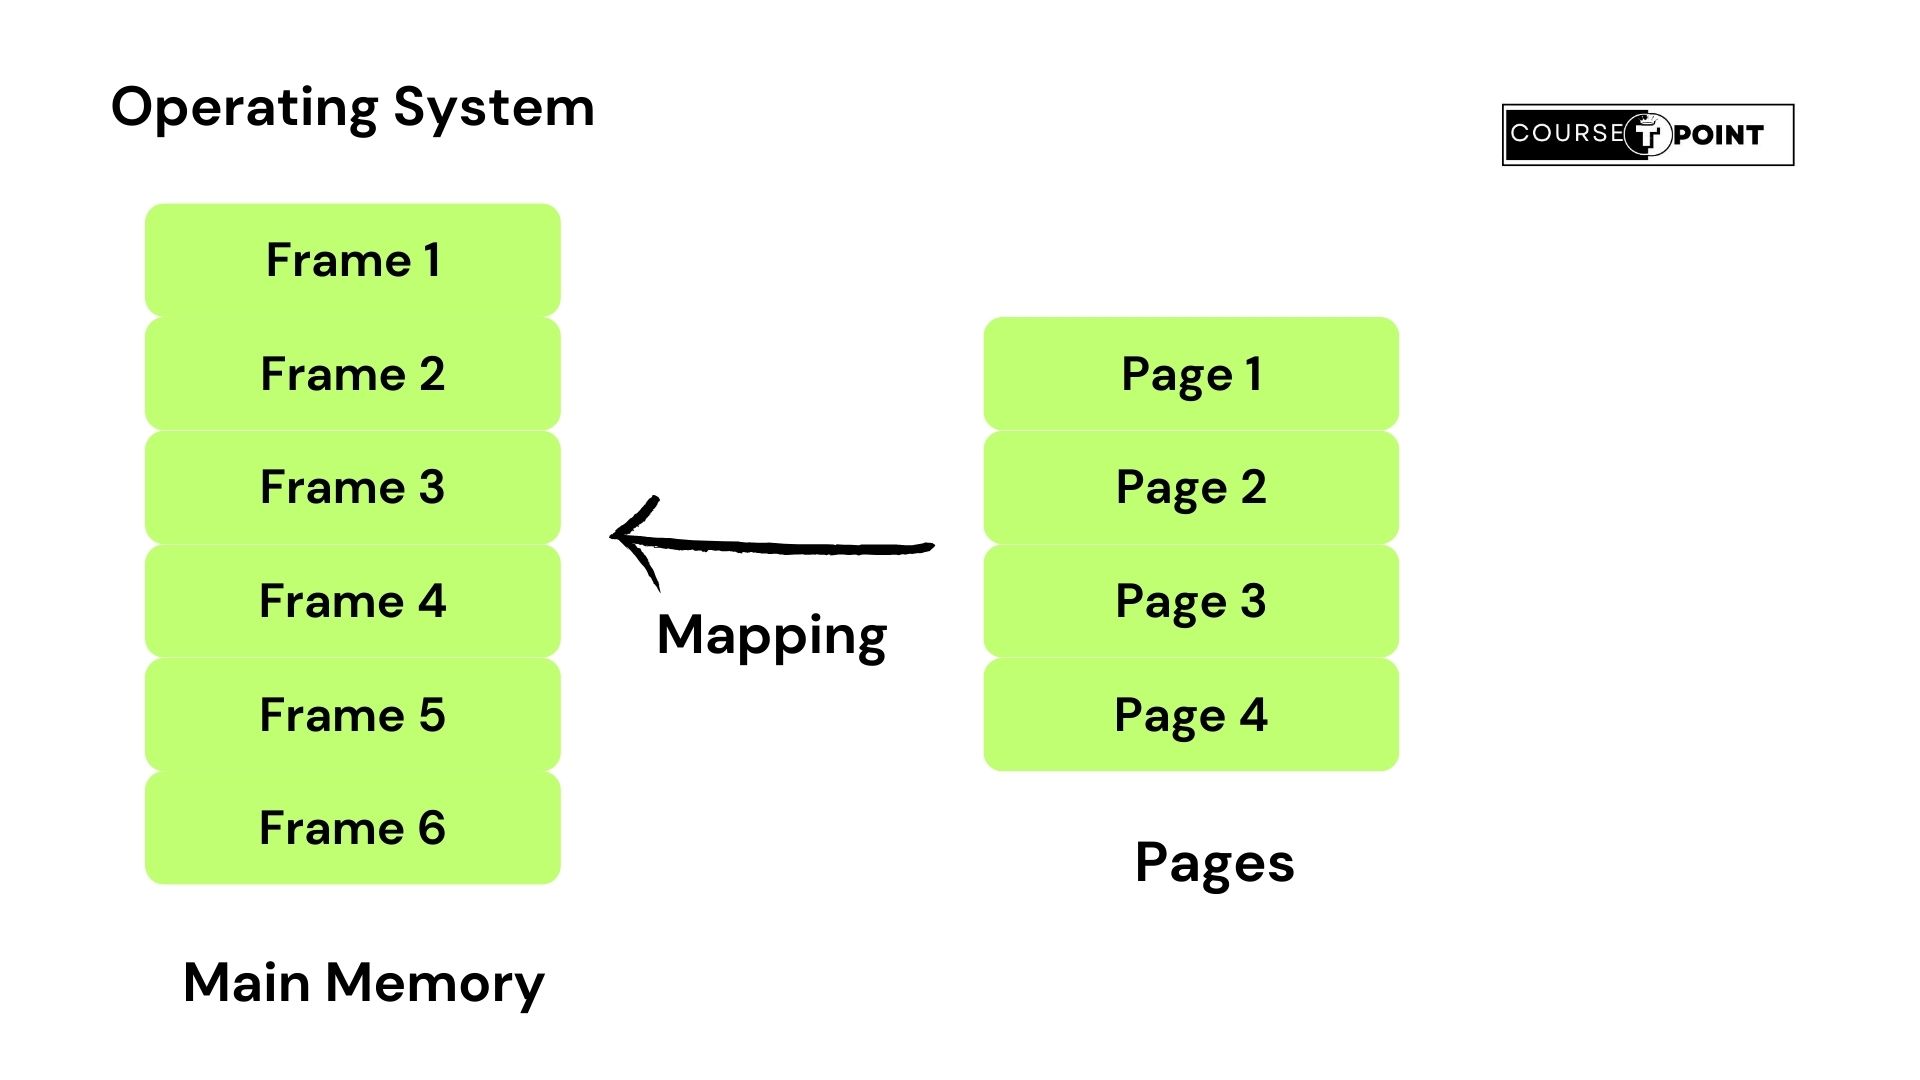 Operating System
COURSE T POINT
Frame 1
Frame 2
Frame 3
Frame 4
Frame 5
Frame 6
Main Memory
Mapping
Page 1
Page 2
Page 3
Page 4
Pages